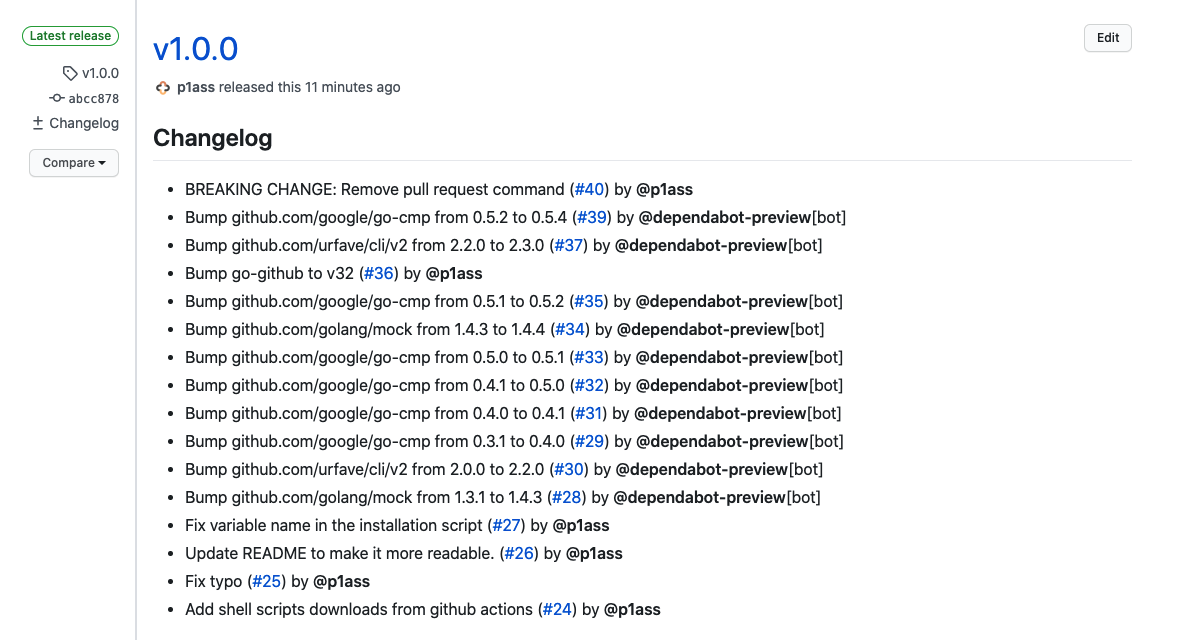 Latest release
v1.0.0
abcc878
Changelog
Compare
v1.0.0
Edit
p1ass released this 11 minutes ago
Changelog
BREAKING CHANGE: Remove pull request command (#40) by @p1ass
Bump github.com/google/go-cmp from 0.5.2 to 0.5.4 (#39) by @dependabot-preview[bot]
Bump github.com/urfave/cli/v2 from 2.2.0 to 2.3.0 (#37) by @dependabot-preview[bot]
Bump go-github to v32 (#36) by @p1ass
Bump github.com/google/go-cmp from 0.5.1 to 0.5.2 (#35) by @dependabot-preview[bot]
Bump github.com/golang/mock from 1.4.3 to 1.4.4 (#34) by @dependabot-preview[bot]
Bump github.com/google/go-cmp from 0.5.0 to 0.5.1 (#33) by @dependabot-preview[bot]
Bump github.com/google/go-cmp from 0.4.1 to 0.5.0 (#32) by @dependabot-preview[bot]
Bump github.com/google/go-cmp from 0.4.0 to 0.4.1 (#31) by @dependabot-preview[bot]
Bump github.com/google/go-cmp from 0.3.1 to 0.4.0 (#29) by @dependabot-preview[bot]
Bump github.com/urfave/cli/v2 from 2.0.0 to 2.2.0 (#30) by @dependabot-preview[bot]
Bump github.com/golang/mock from 1.3.1 to 1.4.3 (#28) by @dependabot-preview[bot]
Fix variable name in the installation script (#27) by @p1ass
Update README to make it more readable. (#26) by @p1ass
Fix typo (#25) by @p1ass
Add shell scripts downloads from github actions (#24) by @p1ass